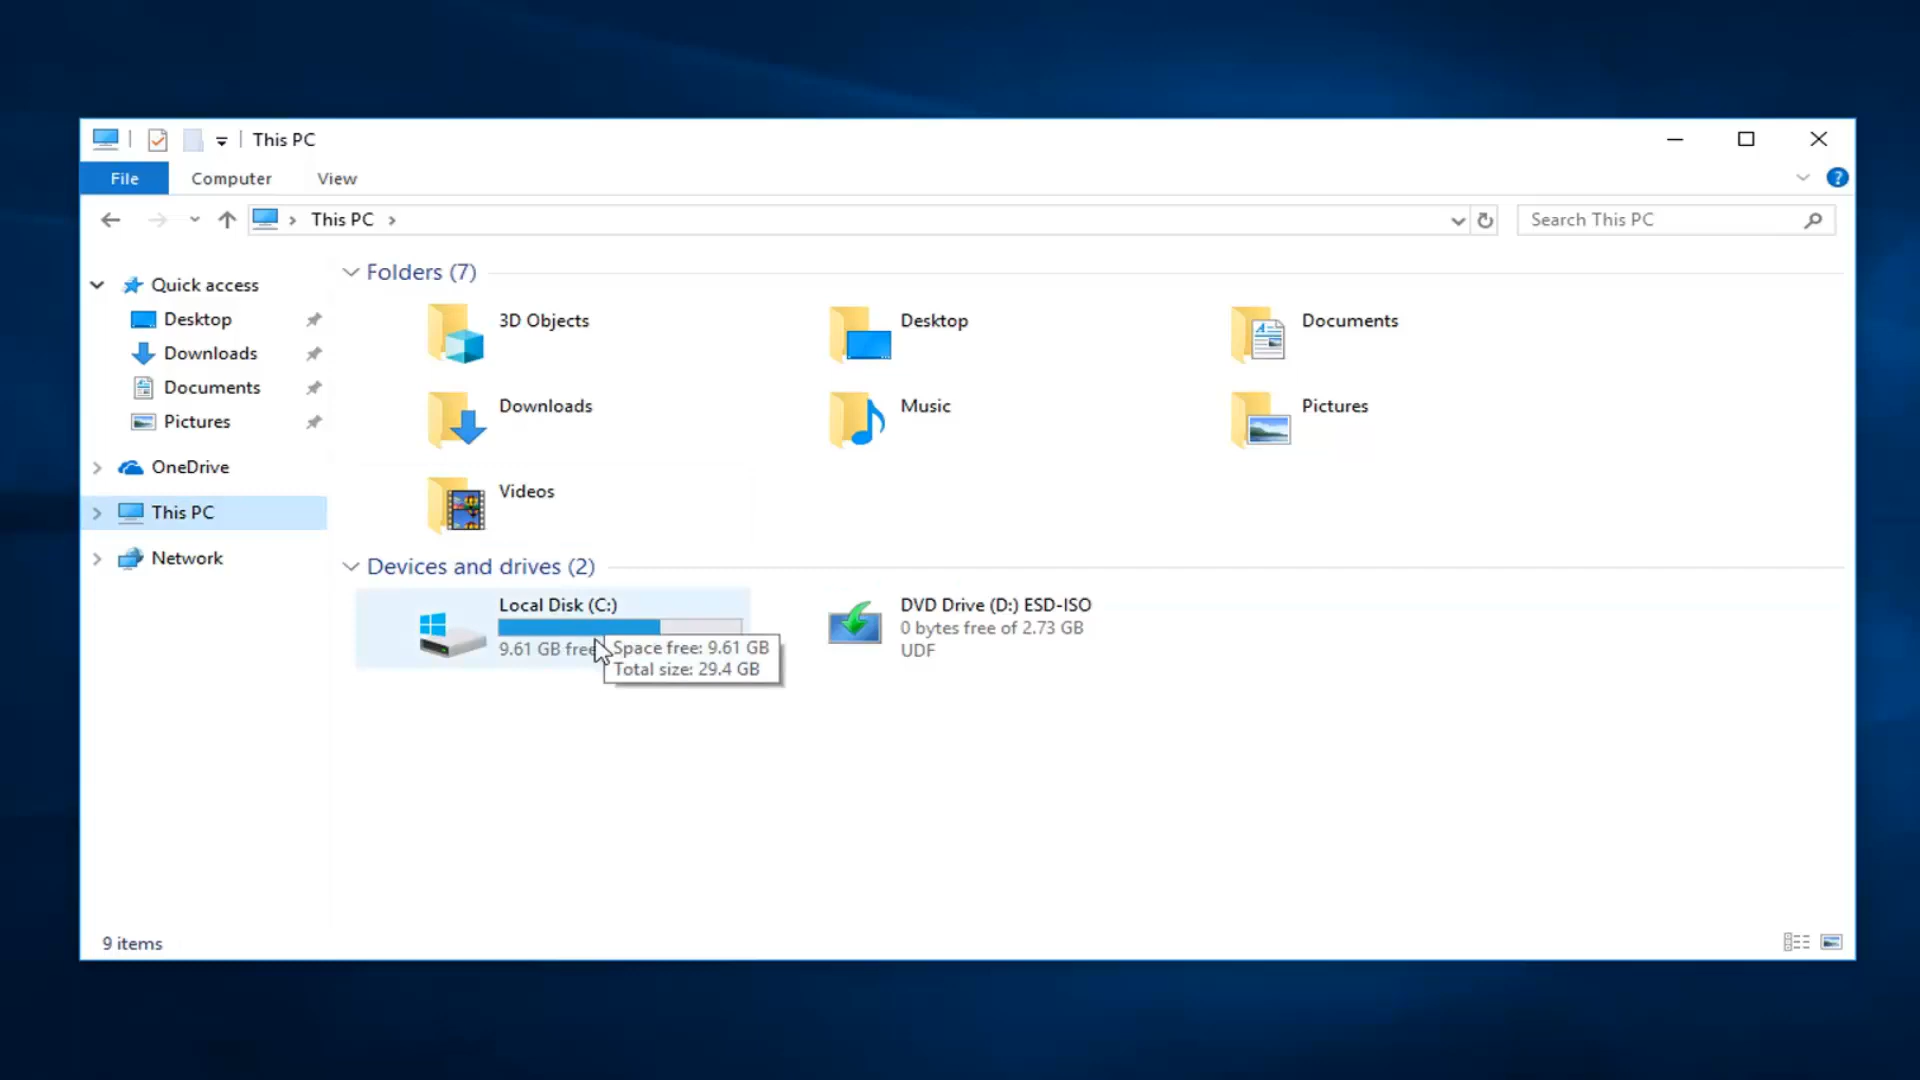 This PC
File Computer View
This PC
Search This PC
Quick access
Desktop
Downloads
Documents
Pictures
OneDrive
This PC
Network
Folders (7)
3D Objects
Desktop
Documents
Downloads
Music
Pictures
Videos
Devices and drives (2)
Local Disk (C:)
9.61 GB free
Space free: 9.61 GB
Total size: 29.4 GB
DVD Drive (D:) ESD-ISO
0 bytes free of 2.73 GB
UDF
9 items